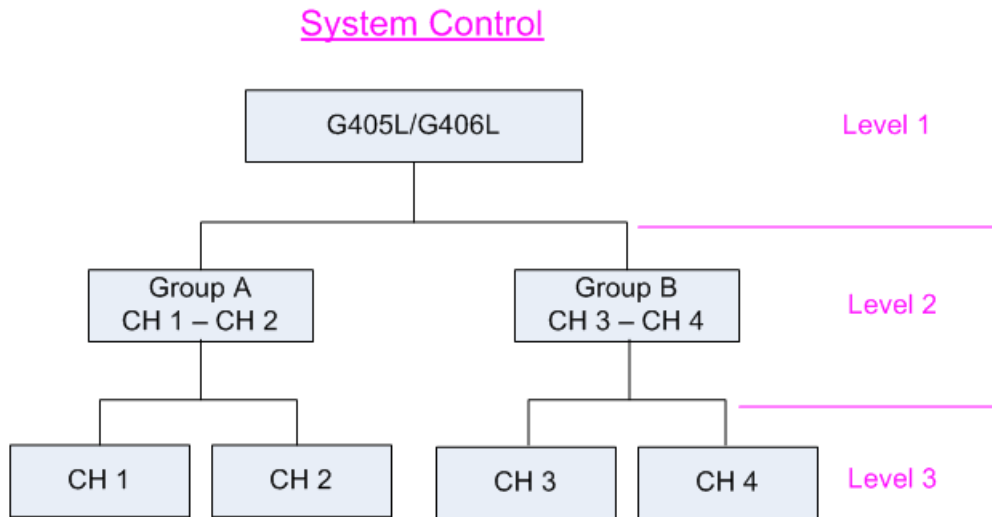 System Control
G405L/G406L
Level 1
Group A
CH 1 – CH 2
Group B
CH 3 – CH 4
Level 2
CH 1
CH 2
CH 3
CH 4
Level 3